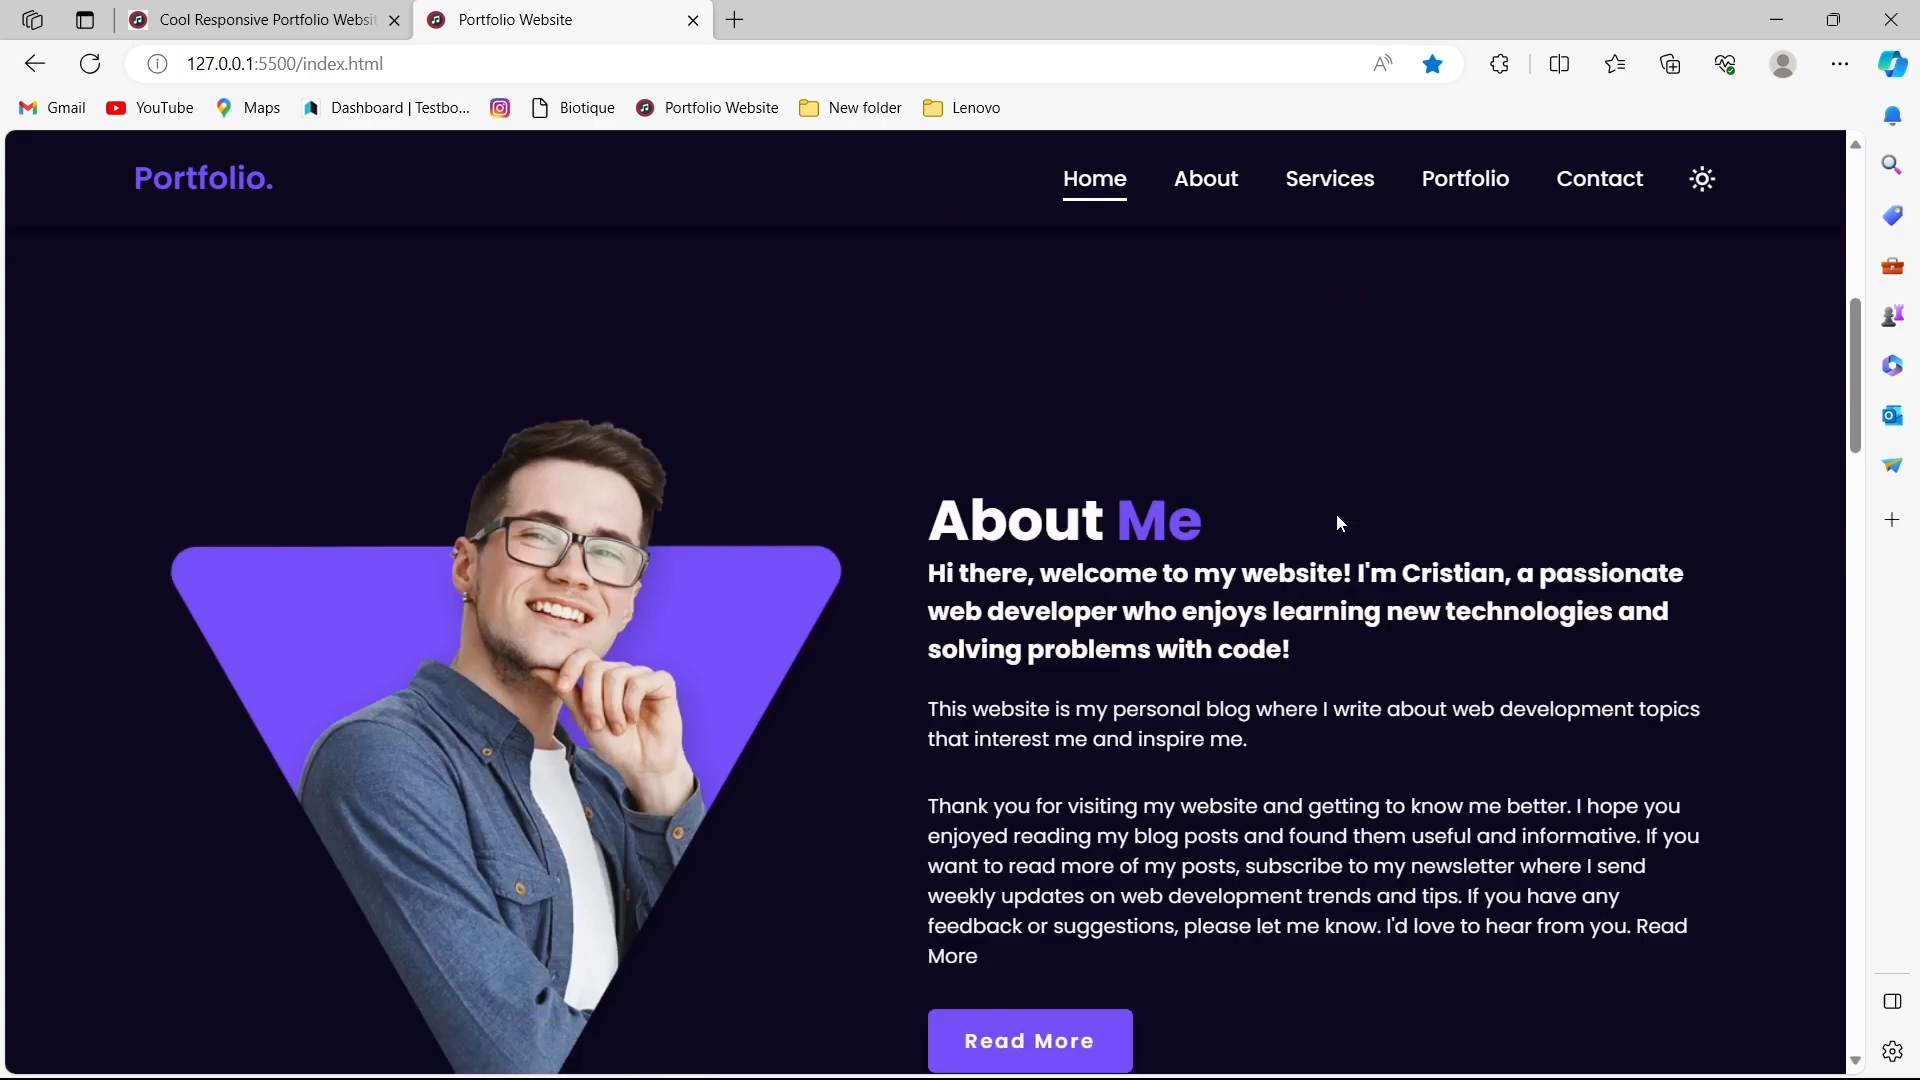 Cool Responsive Portfolio Websi
Portfolio Website
127.0.0.1:5500/index.html
Gmail
YouTube
Maps
Dashboard | Testbo...
Biotique
Portfolio Website
New folder
Lenovo
Portfolio.
Home
About
Services
Portfolio
Contact
About Me
Hi there, welcome to my website! I'm Cristian, a passionate
web developer who enjoys learning new technologies and
solving problems with code!
This website is my personal blog where I write about web development topics
that interest me and inspire me.
Thank you for visiting my website and getting to know me better. I hope you
enjoyed reading my blog posts and found them useful and informative. If you
want to read more of my posts, subscribe to my newsletter where I send
weekly updates on web development trends and tips. If you have any
feedback or suggestions, please let me know. I'd love to hear from you. Read
More
Read More